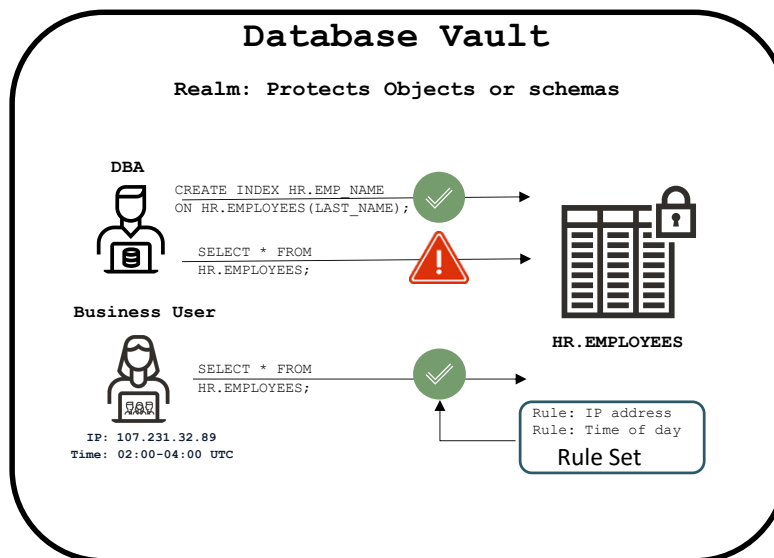 Database Vault
Realm: Protects Objects or schemas
DBA
CREATE INDEX HR.EMP_NAME
ON HR.EMPLOYEES(LAST_NAME);
SELECT * FROM
HR.EMPLOYEES;
Business User
HR.EMPLOYEES
SELECT * FROM
HR.EMPLOYEES;
Rule: IP address
Rule: Time of day
Rule Set
IP: 107.231.32.89
Time: 02:00-04:00 UTC